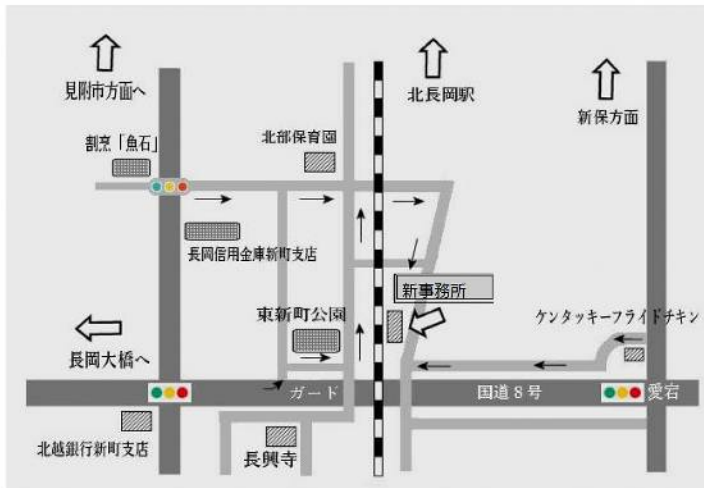 見附市方面へ
北長岡駅
新保方面
割烹「魚石」
北部保育園
長岡信用金庫新町支店
新事務所
東新町公園
ケンタッキーフライドチキン
長岡大橋へ
ガード
国道8号
愛宕
北越銀行新町支店
長興寺